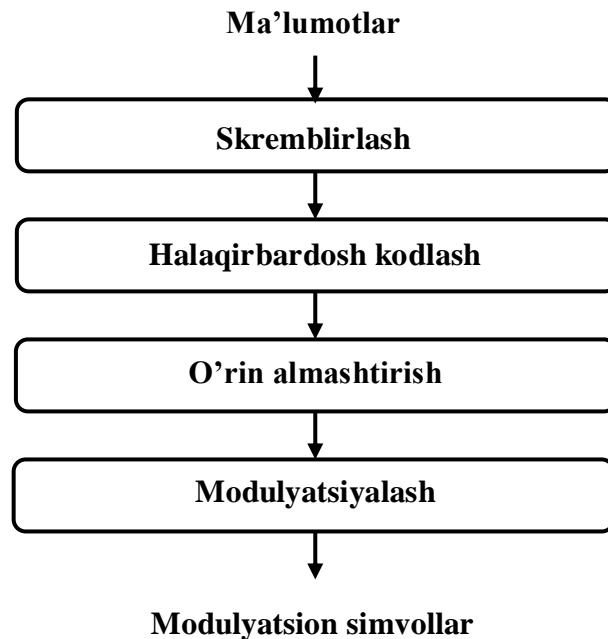 Ma’lumotlar
Skremblirlash
Halaqirbardosh kodlash
O’rin almashtirish
Modulyatsiyalash
Modulyatsion simvollar